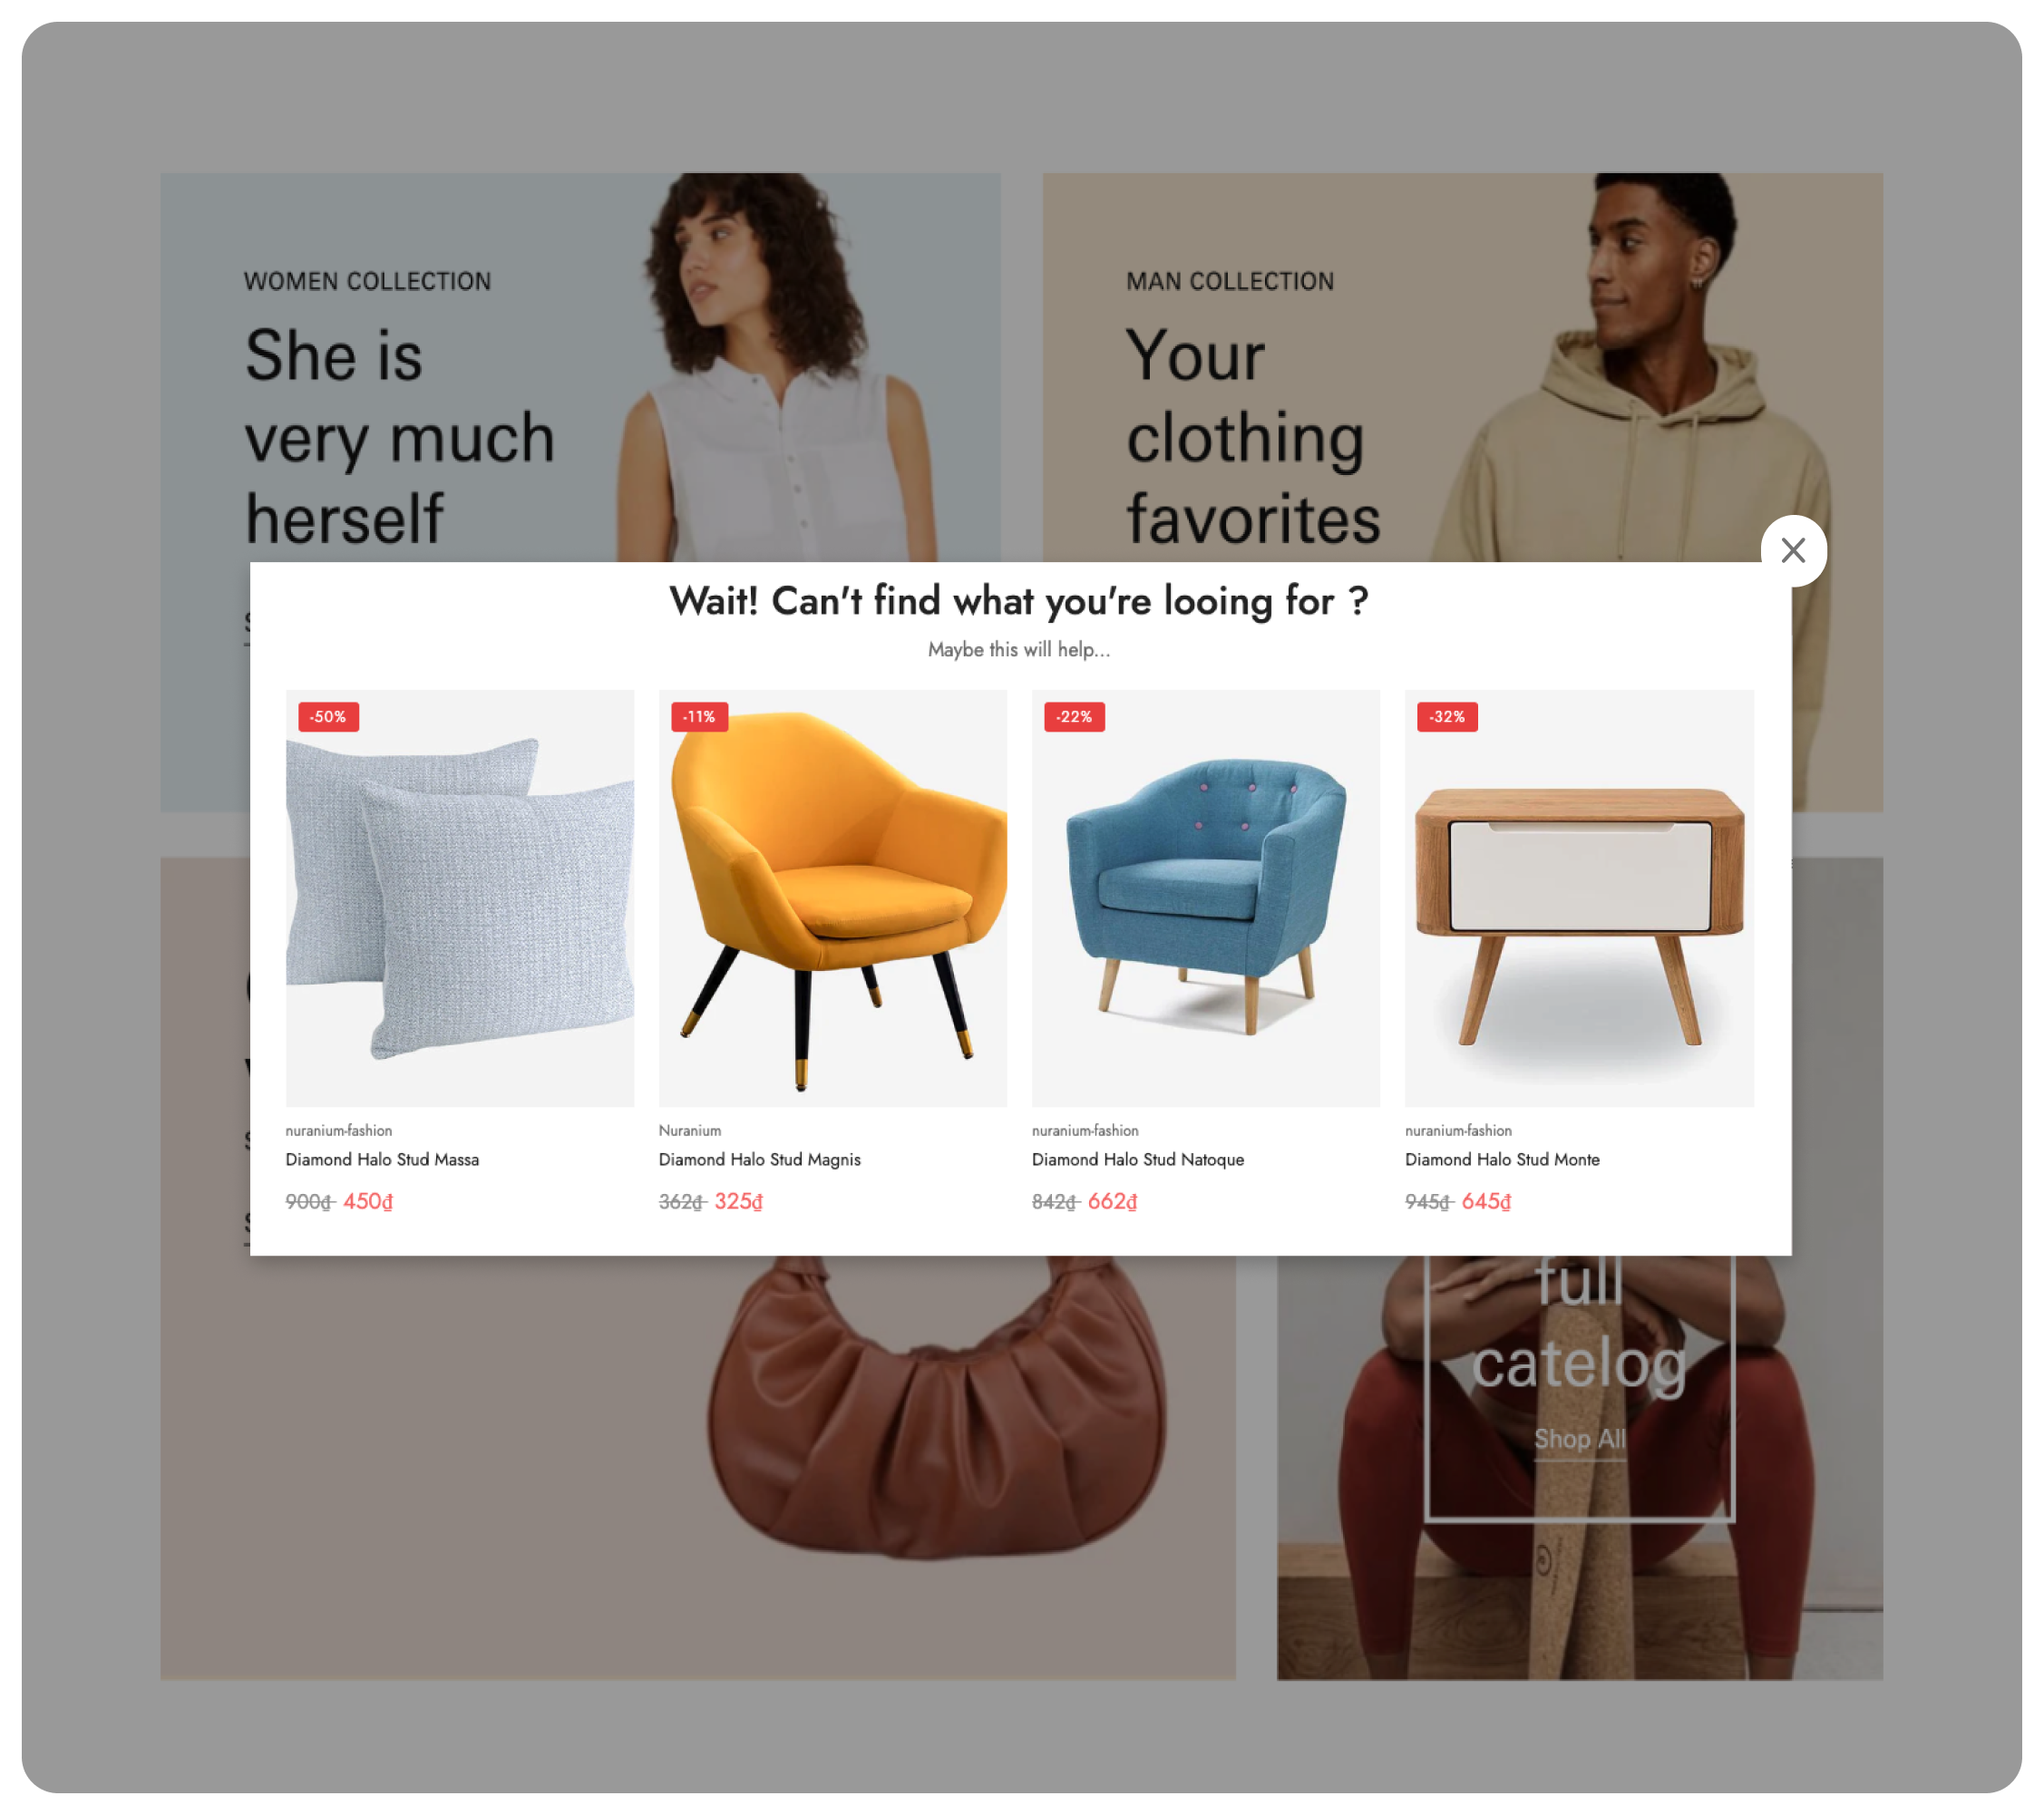 WOMEN COLLECTION
She is
very much
herself
MAN COLLECTION
Your
clothing
favorites
Wait! Can't find what you're looing for ?
Maybe this will help...
-50%
-11%
-22%
-32%
nuranium-fashion
Diamond Halo Stud Massa
900₫ 450₫
Nuranium
Diamond Halo Stud Magnis
362₫ 325₫
nuranium-fashion
Diamond Halo Stud Natoque
842₫ 662₫
nuranium-fashion
Diamond Halo Stud Monte
945₫ 645₫
full
catelog
Shop All